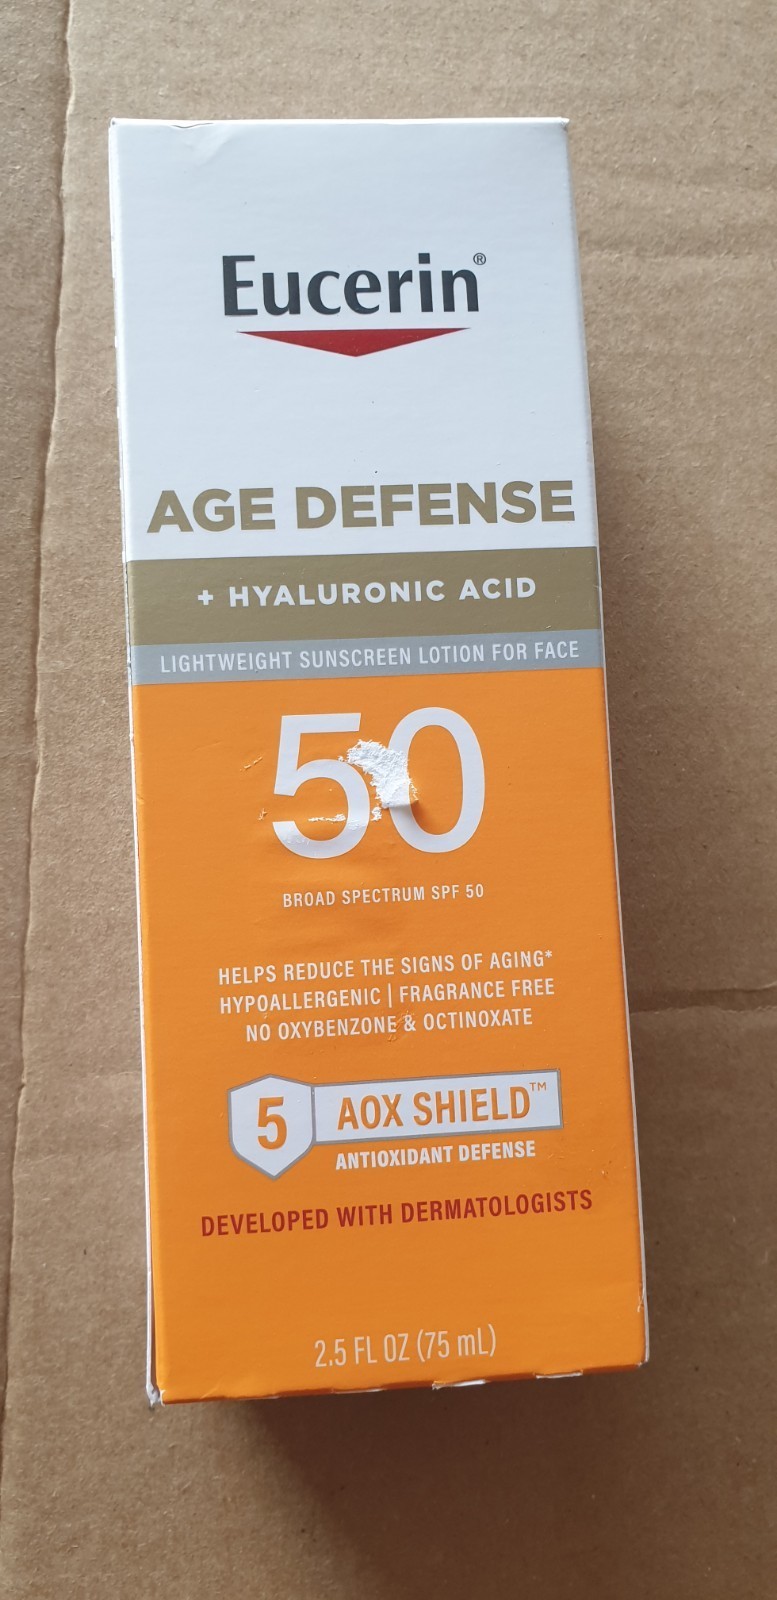 Eucerin®
AGE DEFENSE
+ HYALURONIC ACID
LIGHTWEIGHT SUNSCREEN LOTION FOR FACE
50
BROAD SPECTRUM SPF 50
HELPS REDUCE THE SIGNS OF AGING*
HYPOALLERGENIC | FRAGRANCE FREE
NO OXYBENZONE & OCTINOXATE
5 AOX SHIELD™
ANTIOXIDANT DEFENSE
DEVELOPED WITH DERMATOLOGISTS
2.5 FL OZ (75 mL)